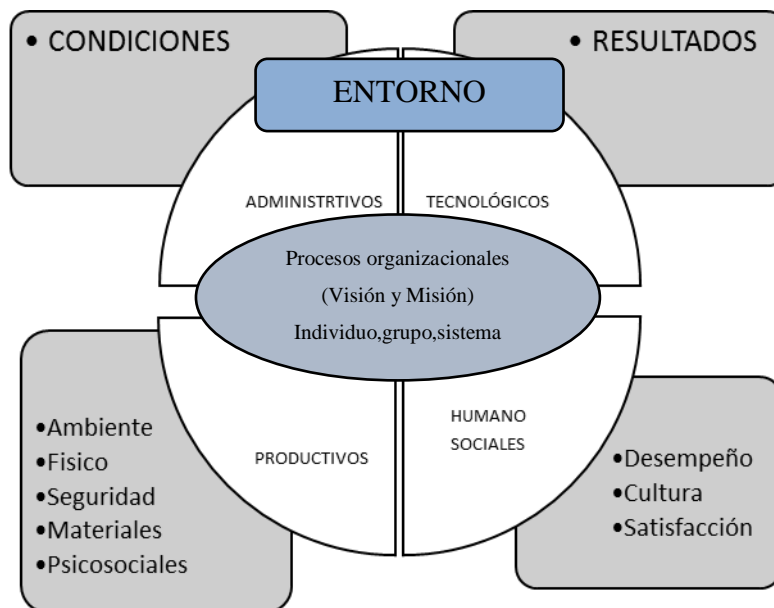 • CONDICIONES
• RESULTADOS
ENTORNO
ADMINISTRTIVOS
TECNOLÓGICOS
Procesos organizacionales
(Visión y Misión)
Individuo,grupo,sistema
PRODUCTIVOS
HUMANO
SOCIALES
•Ambiente
•Fisico
•Seguridad
•Materiales
•Psicosociales
•Desempeño
•Cultura
•Satisfacción